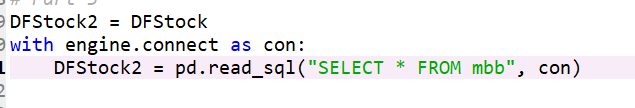 DFStock2 = DFStock
with engine.connect as con:
    DFStock2 = pd.read_sql("SELECT * FROM mbb", con)